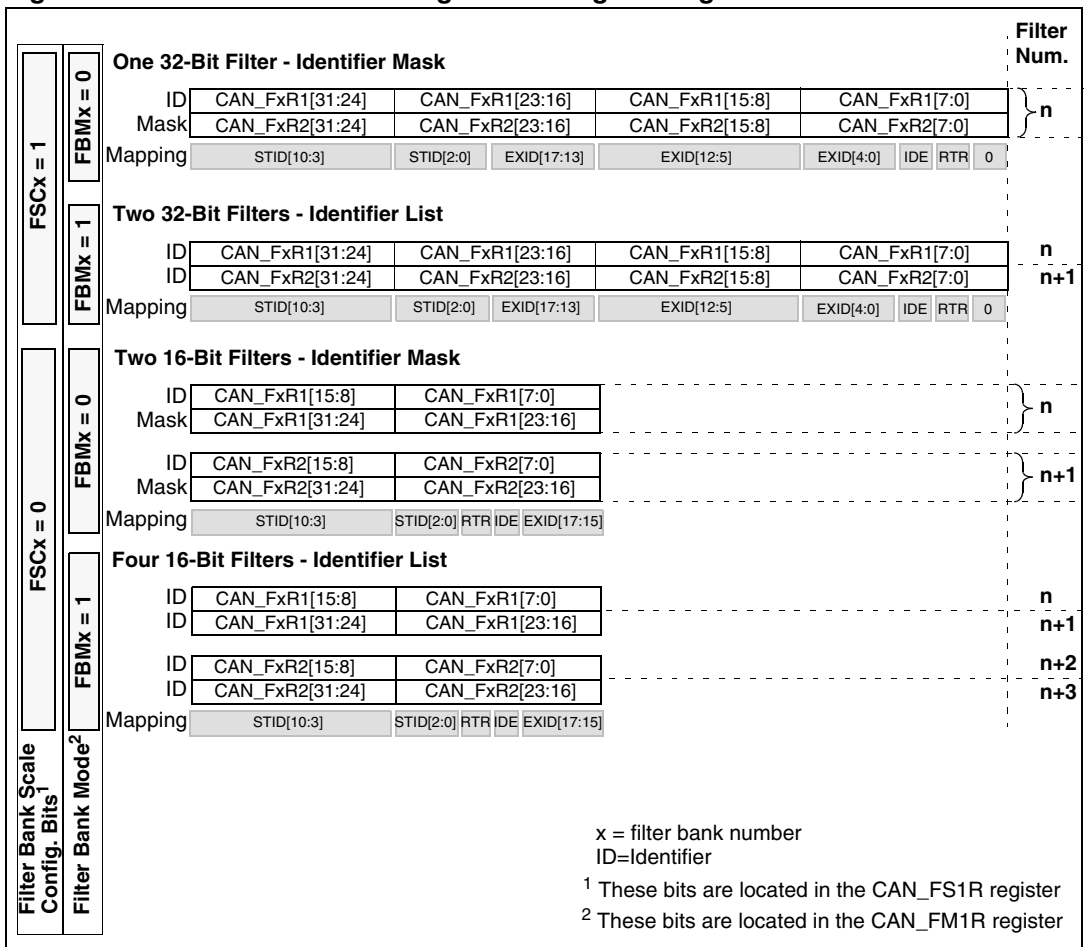 Filter
Num.
One 32-Bit Filter - Identifier Mask
ID CAN_FxR1[31:24] CAN_FxR1[23:16] CAN_FxR1[15:8] CAN_FxR1[7:0]
Mask CAN_FxR2[31:24] CAN_FxR2[23:16] CAN_FxR2[15:8] CAN_FxR2[7:0]
n
Mapping STID[10:3] STID[2:0] EXID[17:13] EXID[12:5] EXID[4:0] IDE RTR 0
FBMx = 0
FSCx = 1
Two 32-Bit Filters - Identifier List
ID CAN_FxR1[31:24] CAN_FxR1[23:16] CAN_FxR1[15:8] CAN_FxR1[7:0] n
ID CAN_FxR2[31:24] CAN_FxR2[23:16] CAN_FxR2[15:8] CAN_FxR2[7:0] n+1
Mapping STID[10:3] STID[2:0] EXID[17:13] EXID[12:5] EXID[4:0] IDE RTR 0
FBMx = 1
Two 16-Bit Filters - Identifier Mask
ID CAN_FxR1[15:8] CAN_FxR1[7:0]
Mask CAN_FxR1[31:24] CAN_FxR1[23:16]
n
ID CAN_FxR2[15:8] CAN_FxR2[7:0]
Mask CAN_FxR2[31:24] CAN_FxR2[23:16]
n+1
Mapping STID[10:3] STID[2:0] RTR IDE EXID[17:15]
FBMx = 0
FSCx = 0
Four 16-Bit Filters - Identifier List
ID CAN_FxR1[15:8] CAN_FxR1[7:0] n
ID CAN_FxR1[31:24] CAN_FxR1[23:16] n+1
ID CAN_FxR2[15:8] CAN_FxR2[7:0] n+2
ID CAN_FxR2[31:24] CAN_FxR2[23:16] n+3
Mapping STID[10:3] STID[2:0] RTR IDE EXID[17:15]
FBMx = 1
Filter Bank Scale
Config. Bits1
Filter Bank Mode2
x = filter bank number
ID=Identifier
1 These bits are located in the CAN_FS1R register
2 These bits are located in the CAN_FM1R register